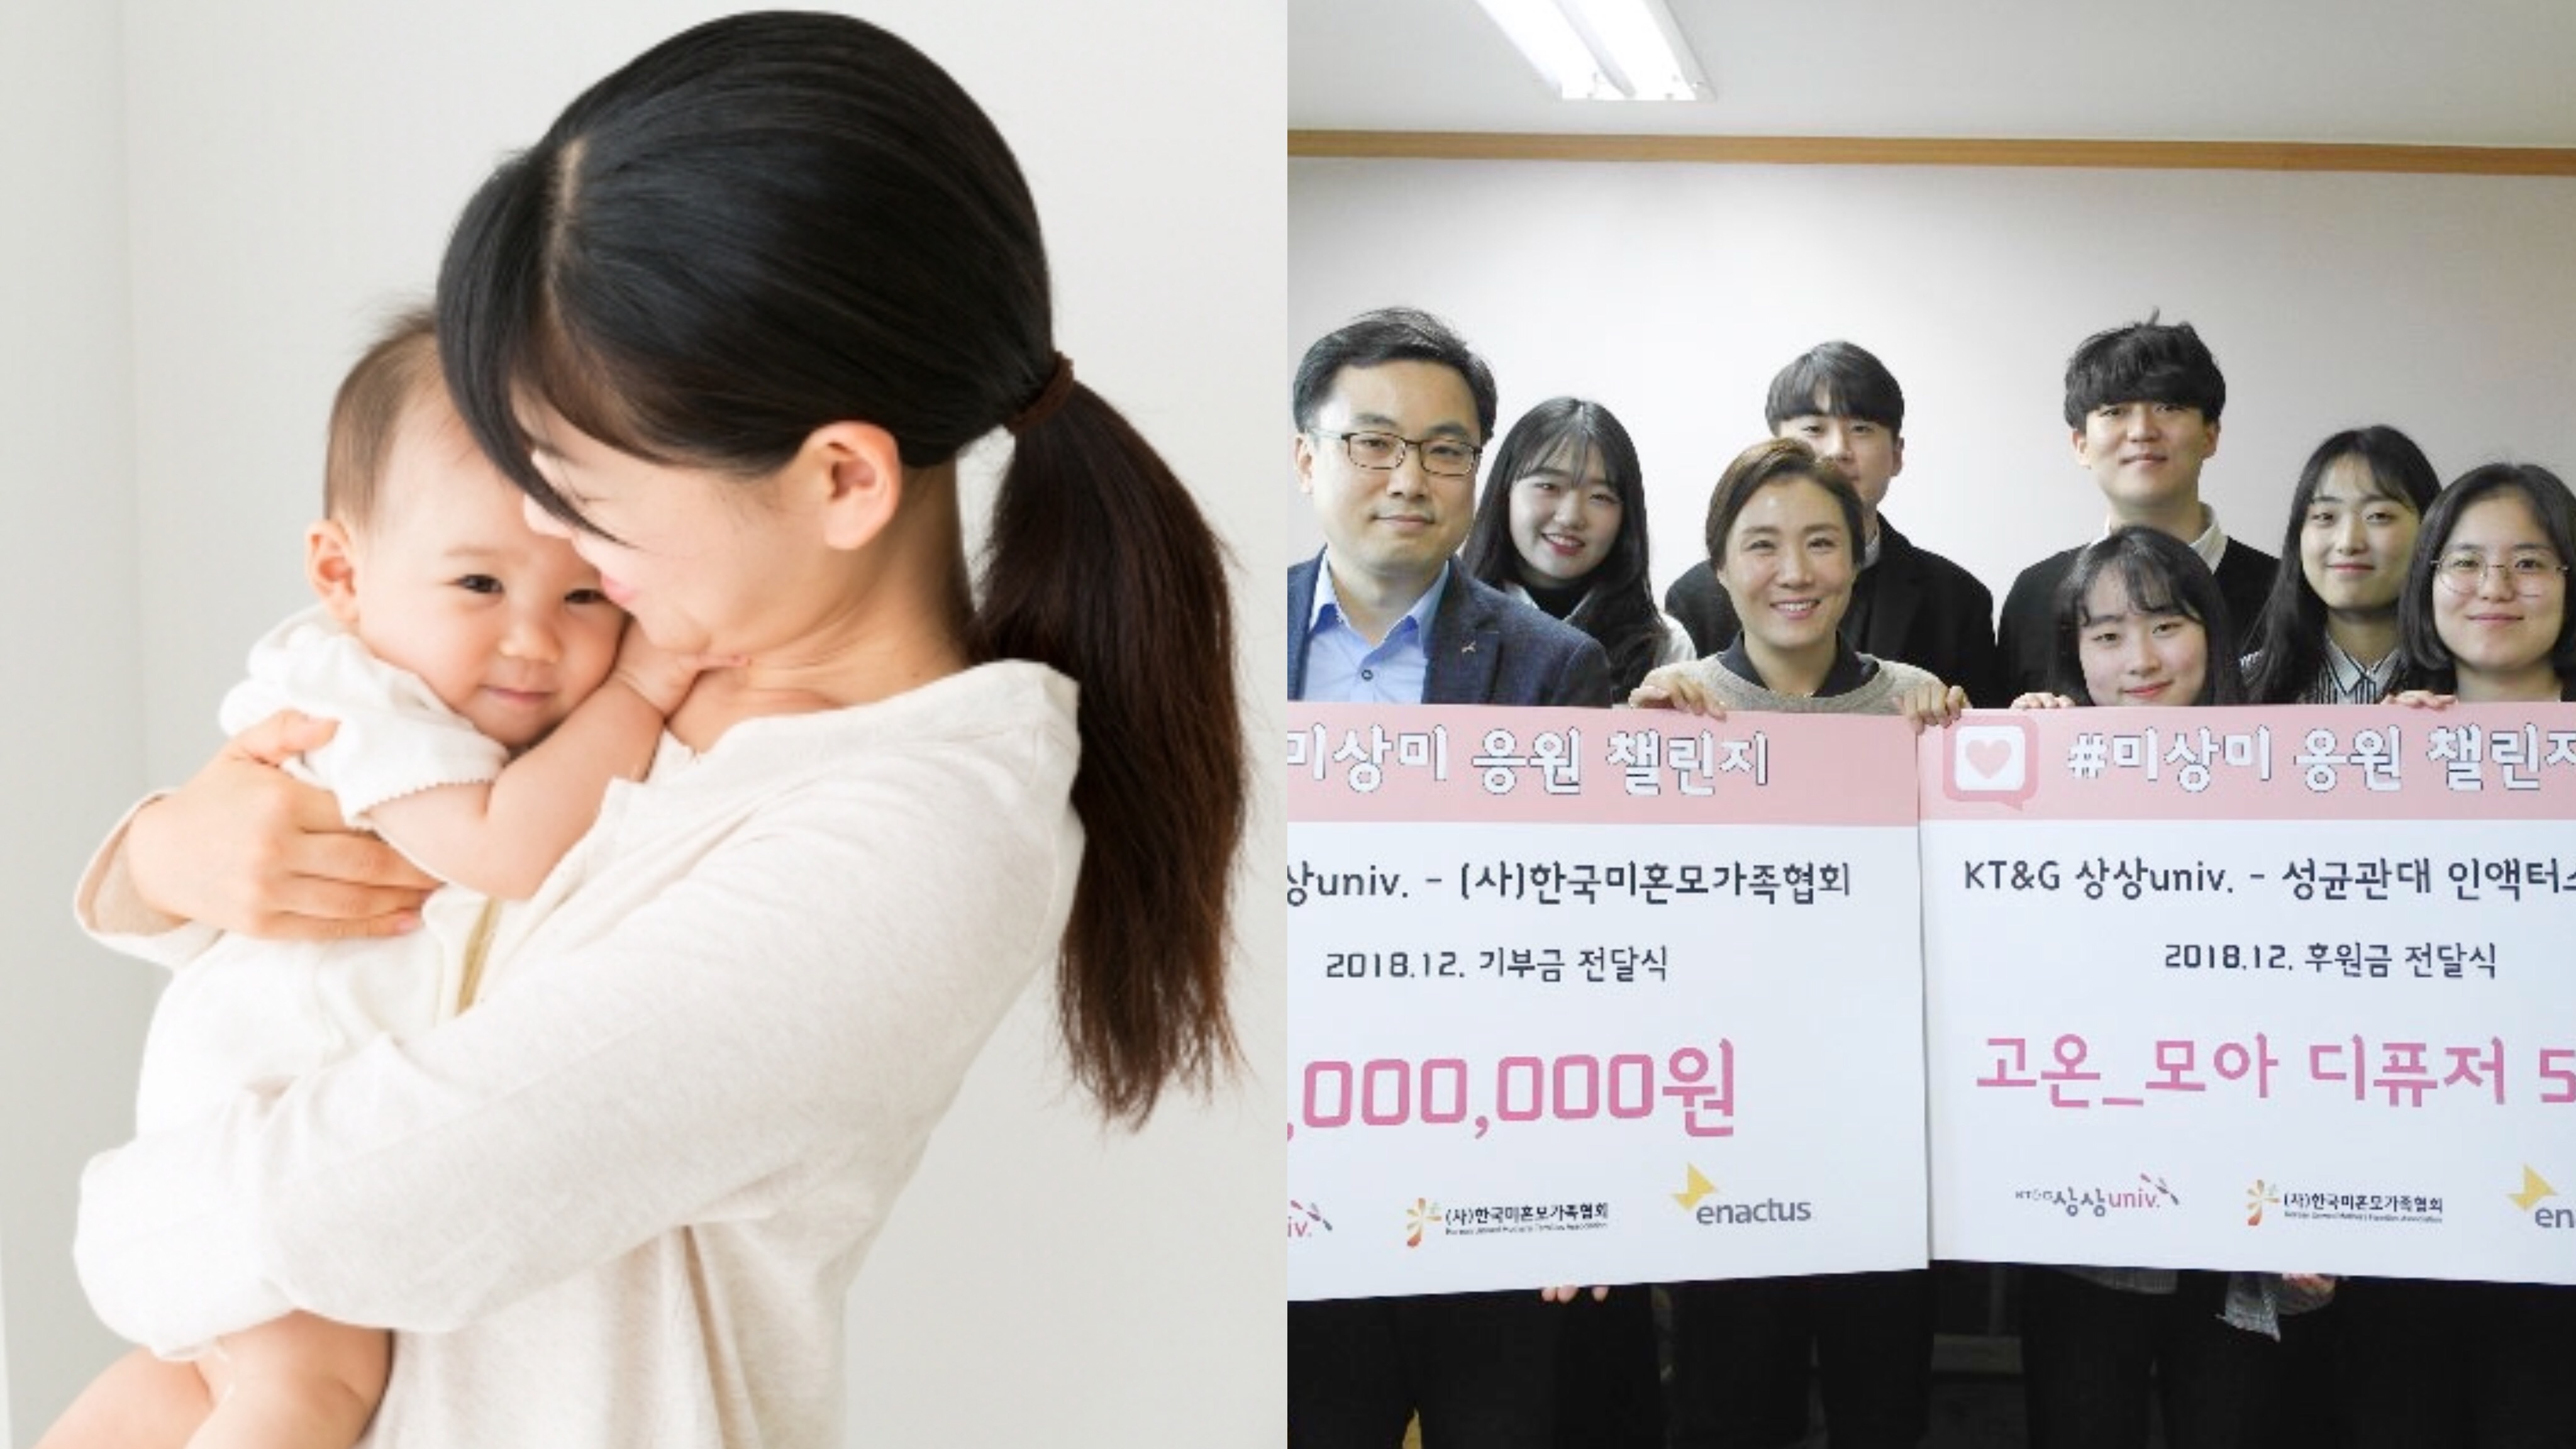 미상미 응원 챌린지
상univ. - (사)한국미혼모가족협회
2018.12. 기부금 전달식
,000,000원
iv.
(사)한국미혼모가족협회
enactus
#미상미 응원 챌린지
KT&G 상상univ. - 성균관대 인액터스
2018.12. 후원금 전달식
고온_모아 디퓨저 5
KT&G 상상univ.
(사)한국미혼모가족협회
en